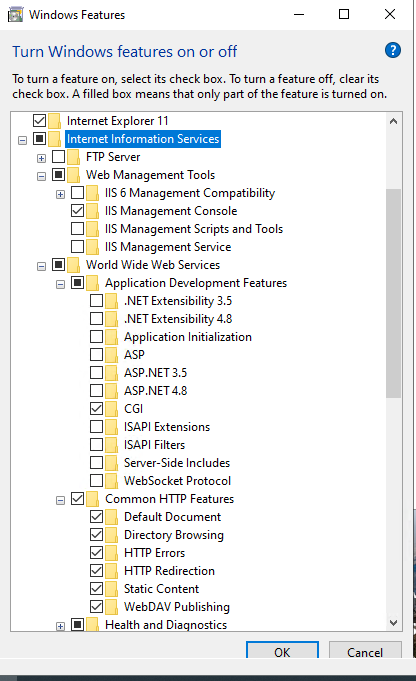 Windows Features
Turn Windows features on or off
To turn a feature on, select its check box. To turn a feature off, clear its
check box. A filled box means that only part of the feature is turned on.
Internet Explorer 11
Internet Information Services
FTP Server
Web Management Tools
IIS 6 Management Compatibility
IIS Management Console
IIS Management Scripts and Tools
IIS Management Service
World Wide Web Services
Application Development Features
.NET Extensibility 3.5
.NET Extensibility 4.8
Application Initialization
ASP
ASP.NET 3.5
ASP.NET 4.8
CGI
ISAPI Extensions
ISAPI Filters
Server-Side Includes
WebSocket Protocol
Common HTTP Features
Default Document
Directory Browsing
HTTP Errors
HTTP Redirection
Static Content
WebDAV Publishing
Health and Diagnostics
OK Cancel